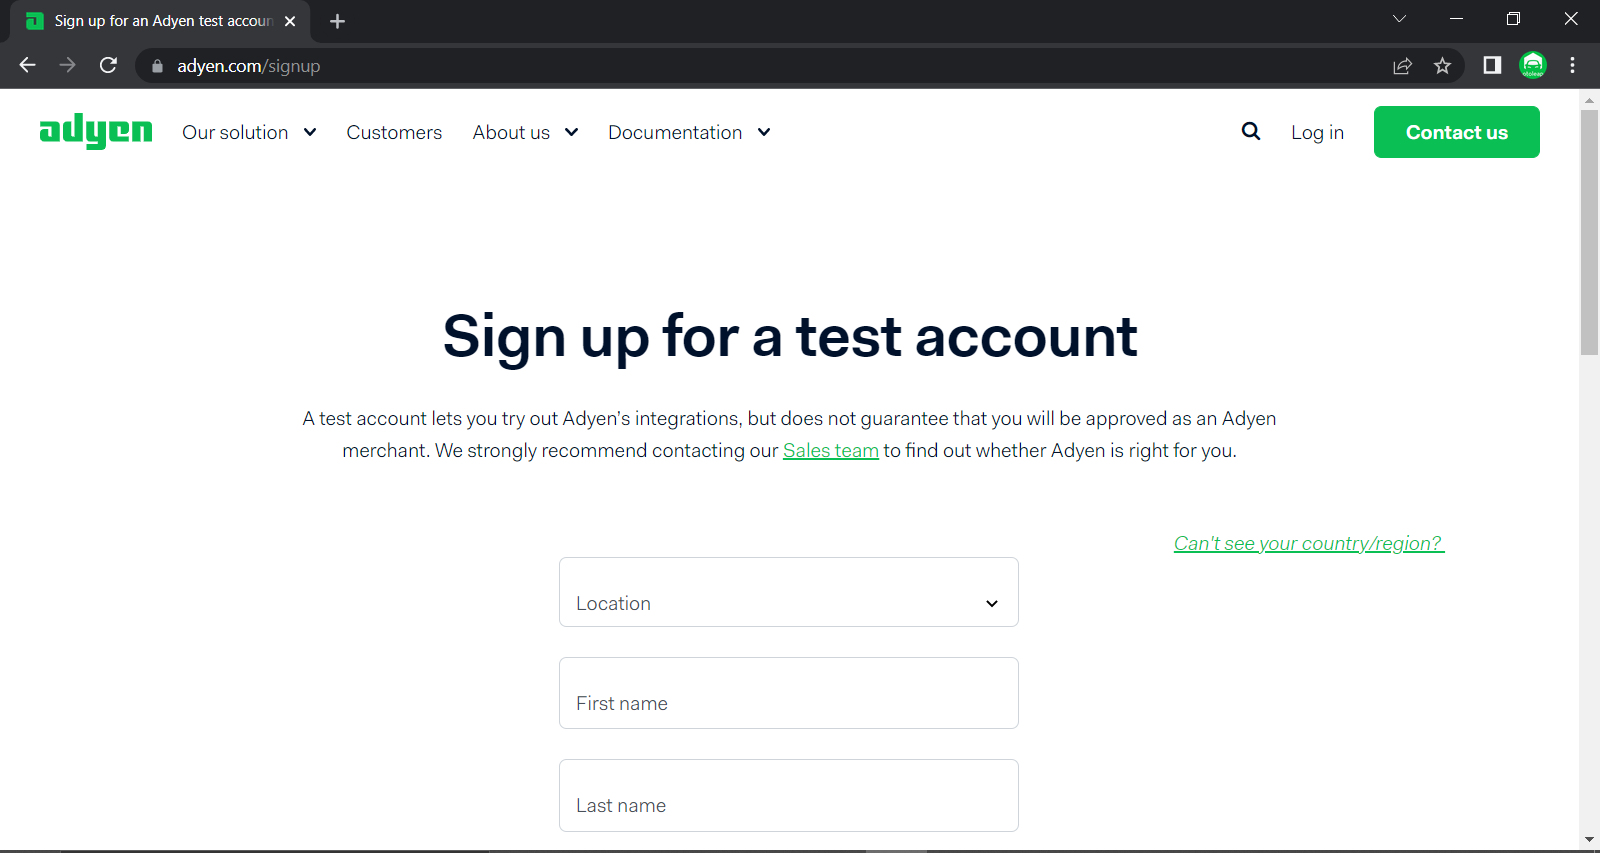 Sign up for an Adyen test accoun
adyen.com/signup
adyen
Our solution
Customers
About us
Documentation
Log in
Contact us
Sign up for a test account
A test account lets you try out Adyen’s integrations, but does not guarantee that you will be approved as an Adyen
merchant. We strongly recommend contacting our Sales team to find out whether Adyen is right for you.
Can't see your country/region?
Location
First name
Last name